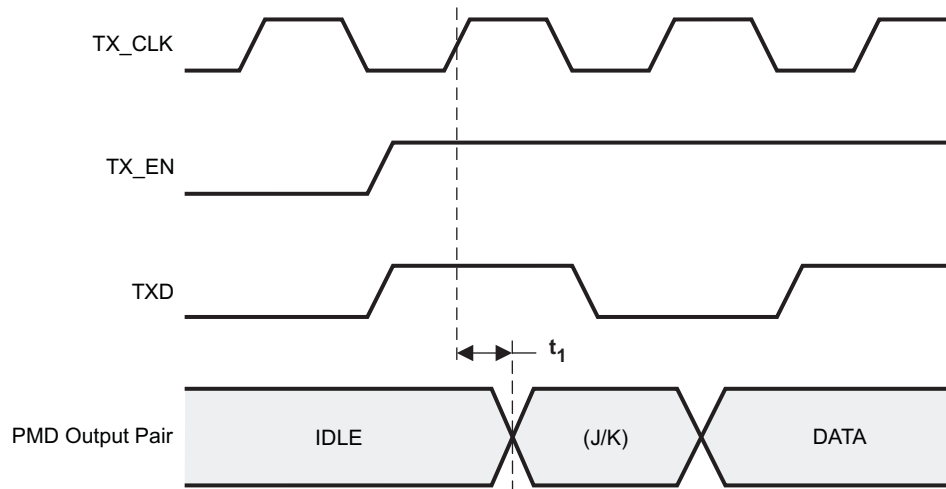 TX_CLK
TX_EN
TXD
t1
PMD Output Pair
IDLE
(J/K)
DATA